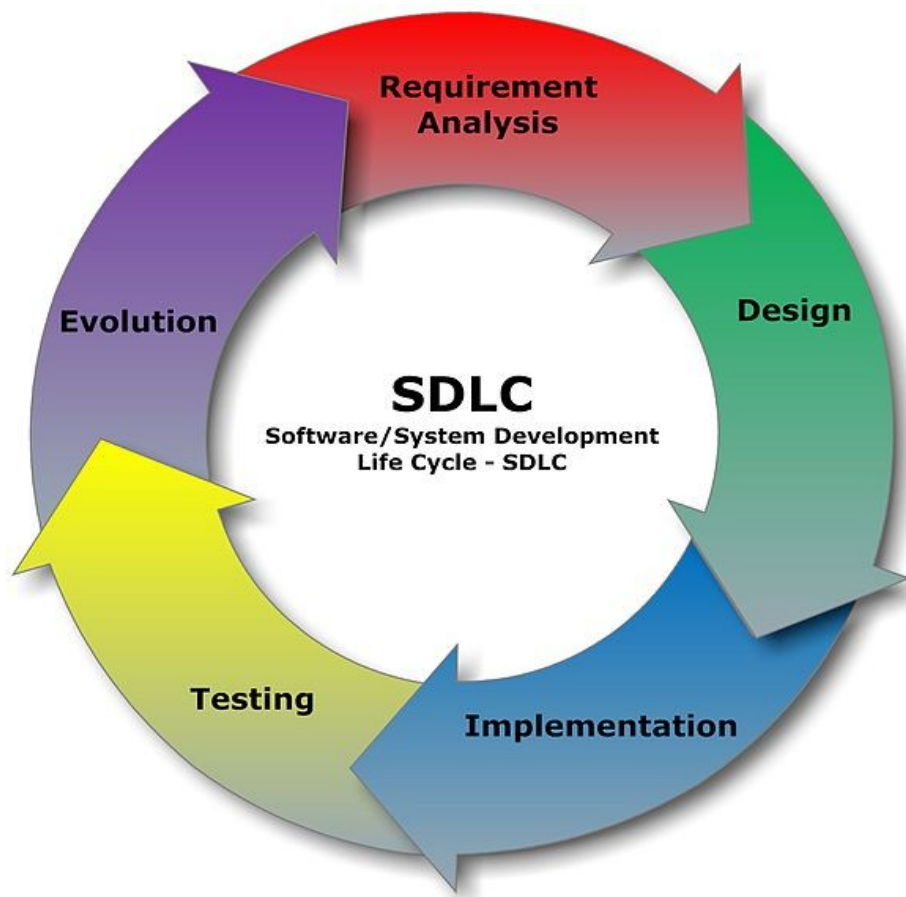 Requirement
Analysis
Design
Evolution
SDLC
Software/System Development
Life Cycle - SDLC
Testing
Implementation